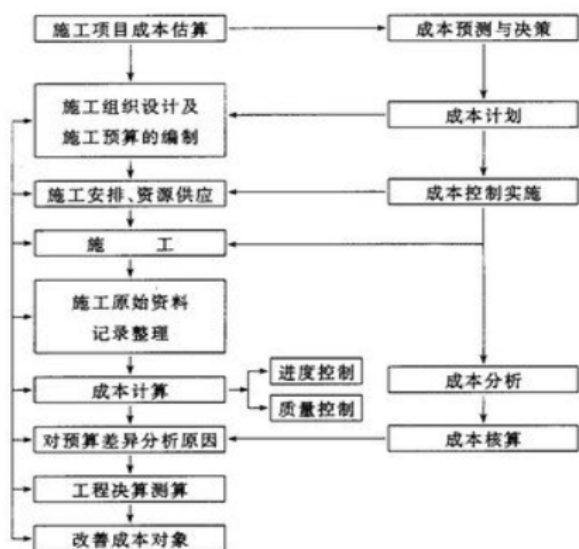 施工项目成本估算
成本预测与决策
施工组织设计及
施工预算的编制
成本计划
施工安排、资源供应
成本控制实施
施 工
施工原始资料
记录整理
进度控制
成本计算
成本分析
质量控制
对预算差异分析原因
成本核算
工程决算测算
改善成本对象